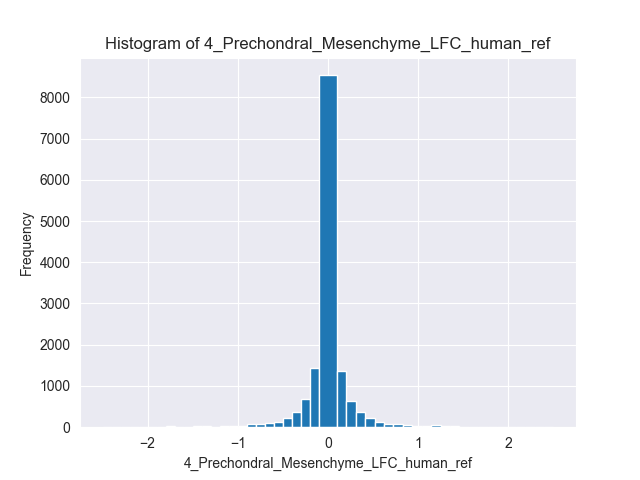 Histogram of 4_Prechondral_Mesenchyme_LFC_human_ref
8000
7000
6000
5000
4000
3000
2000
1000
0
Frequency
−2 −1 0 1 2
4_Prechondral_Mesenchyme_LFC_human_ref